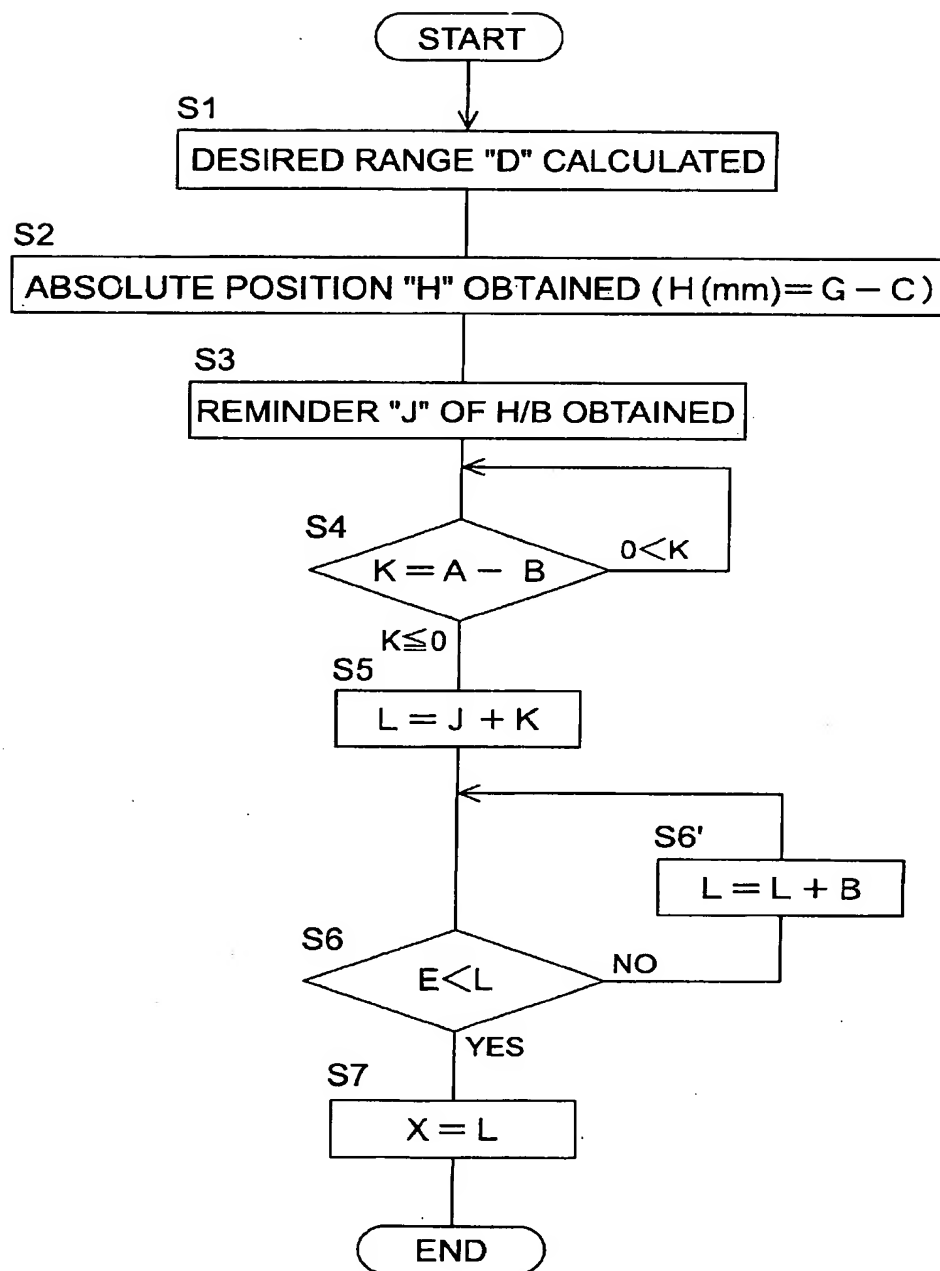 START
S1
DESIRED RANGE "D" CALCULATED
S2
ABSOLUTE POSITION "H" OBTAINED (H(mm)=G－C)
S3
REMINDER "J" OF H/B OBTAINED
S4
K=A－B
0<K
K≦0
S5
L=J+K
S6'
L=L+B
S6
E<L
NO
YES
S7
X=L
END